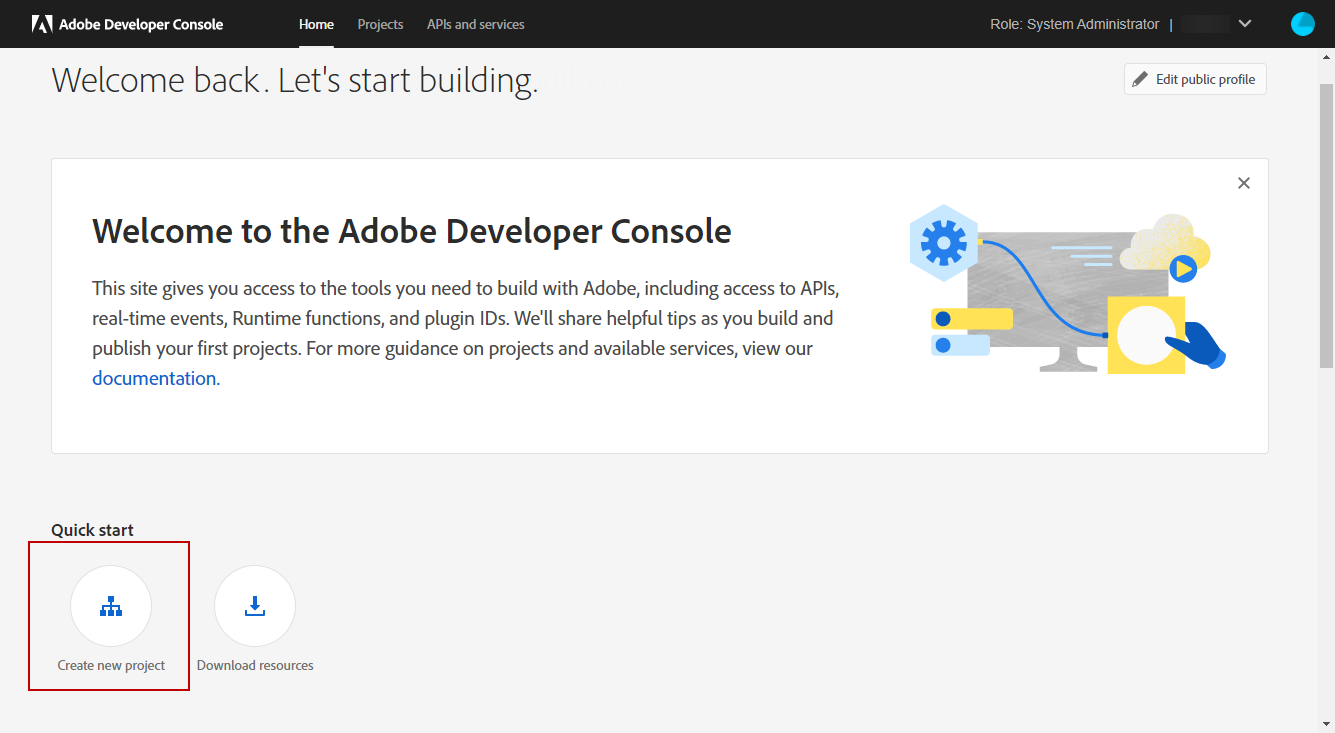 Adobe Developer Console Home Projects APIs and services Role: System Administrator |
Welcome back. Let's start building.
Edit public profile
Welcome to the Adobe Developer Console
This site gives you access to the tools you need to build with Adobe, including access to APIs,
real-time events, Runtime functions, and plugin IDs. We'll share helpful tips as you build and
publish your first projects. For more guidance on projects and available services, view our
documentation.
Quick start
Create new project
Download resources